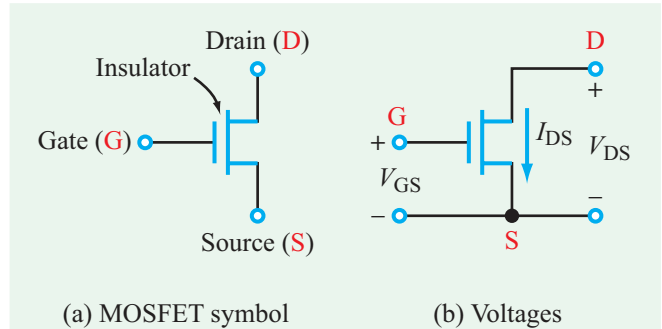 Drain (D)
Insulator
Gate (G)
Source (S)
(a) MOSFET symbol
D
+
G
+
I_DS
V_DS
V_GS
−
−
S
(b) Voltages